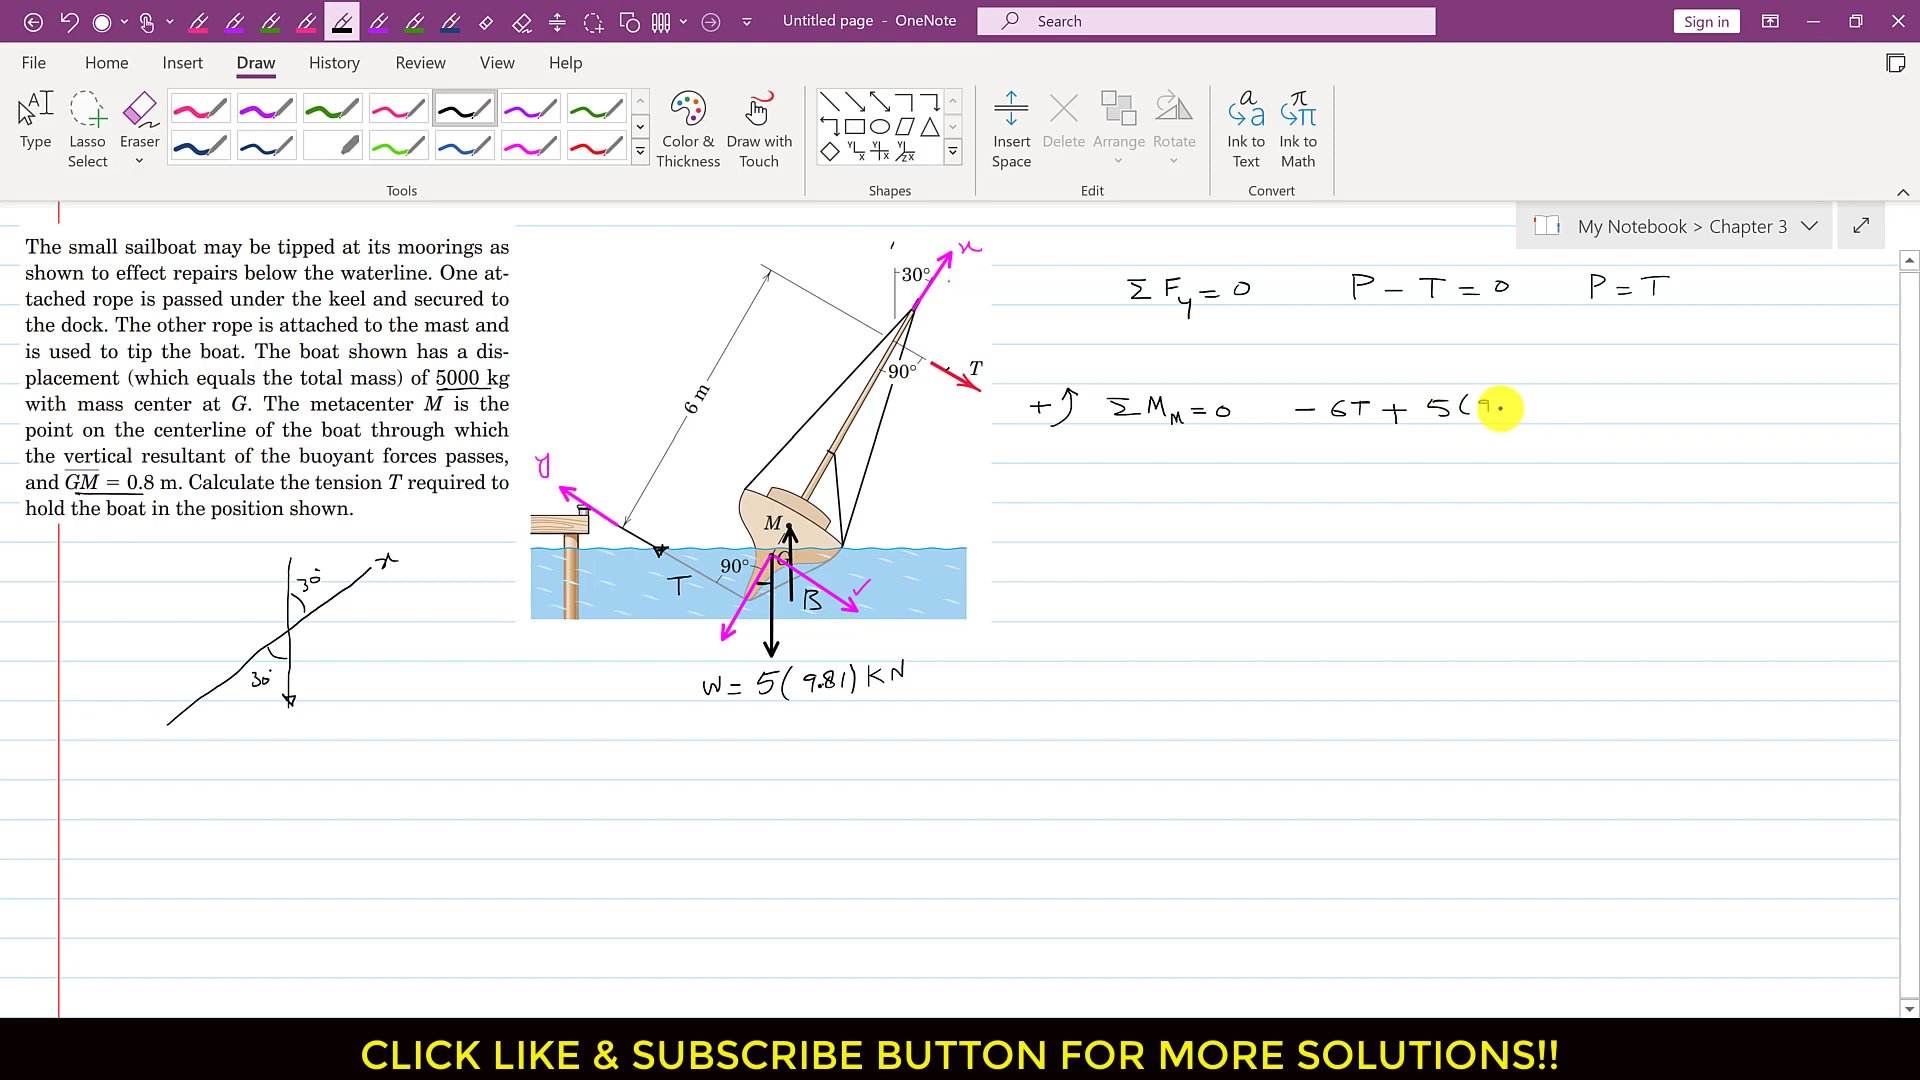 Untitled page - OneNote
Search
Sign in
File Home Insert Draw History Review View Help
Type
Lasso Select
Eraser
Color & Thickness
Draw with Touch
Insert Space
Delete
Arrange
Rotate
Ink to Text
Ink to Math
Tools
Shapes
Edit
Convert
My Notebook > Chapter 3
The small sailboat may be tipped at its moorings as
shown to effect repairs below the waterline. One at-
tached rope is passed under the keel and secured to
the dock. The other rope is attached to the mast and
is used to tip the boat. The boat shown has a dis-
placement (which equals the total mass) of 5000 kg
with mass center at G. The metacenter M is the
point on the centerline of the boat through which
the vertical resultant of the buoyant forces passes,
and GM = 0.8 m. Calculate the tension T required to
hold the boat in the position shown.
x
30°
30°
x
30°
90°
T
6 m
y
M
G
90°
T
B
W = 5(9.81) KN
ΣFy = 0 P - T = 0 P = T
+ ΣMM = 0 - 6T + 5(9.
CLICK LIKE & SUBSCRIBE BUTTON FOR MORE SOLUTIONS!!